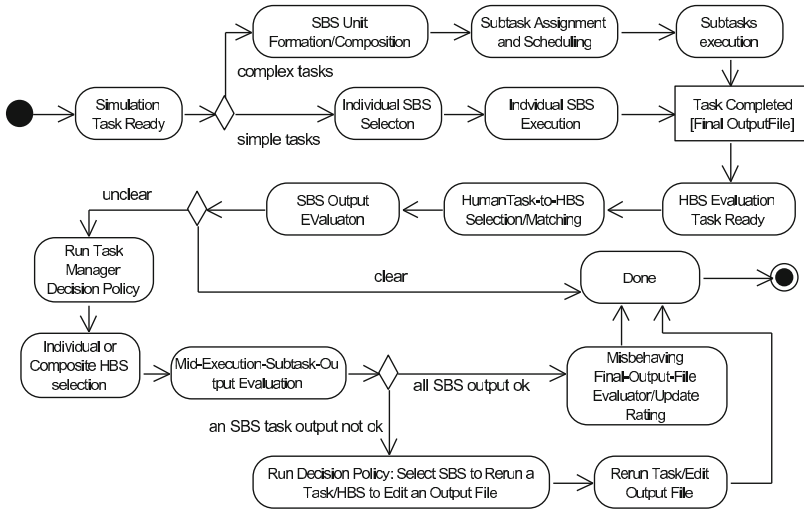 SBS Unit
Formation/Composition
Subtask Assignment
and Scheduling
Subtasks
execution
complex tasks
Simulation
Task Ready
Individual SBS
Selecton
Indvidual SBS
Execution
Task Completed
[Final OutputFile]
simple tasks
unclear
SBS Output
EValuaton
HumanTask-to-HBS
Selection/Matching
HBS Evaluation
Task Ready
Run Task
Manager
Decision Policy
clear
Done
Individual or
Composite HBS
selection
Mid-Execution-Subtask-Ou
tput Evaluation
all SBS output ok
Misbehaving
Final-Output-File
Evaluator/Update
Rating
an SBS task output not ok
Run Decision Policy: Select SBS to Rerun a
Task/HBS to Edit an Output File
Rerun Task/Edit
Output File